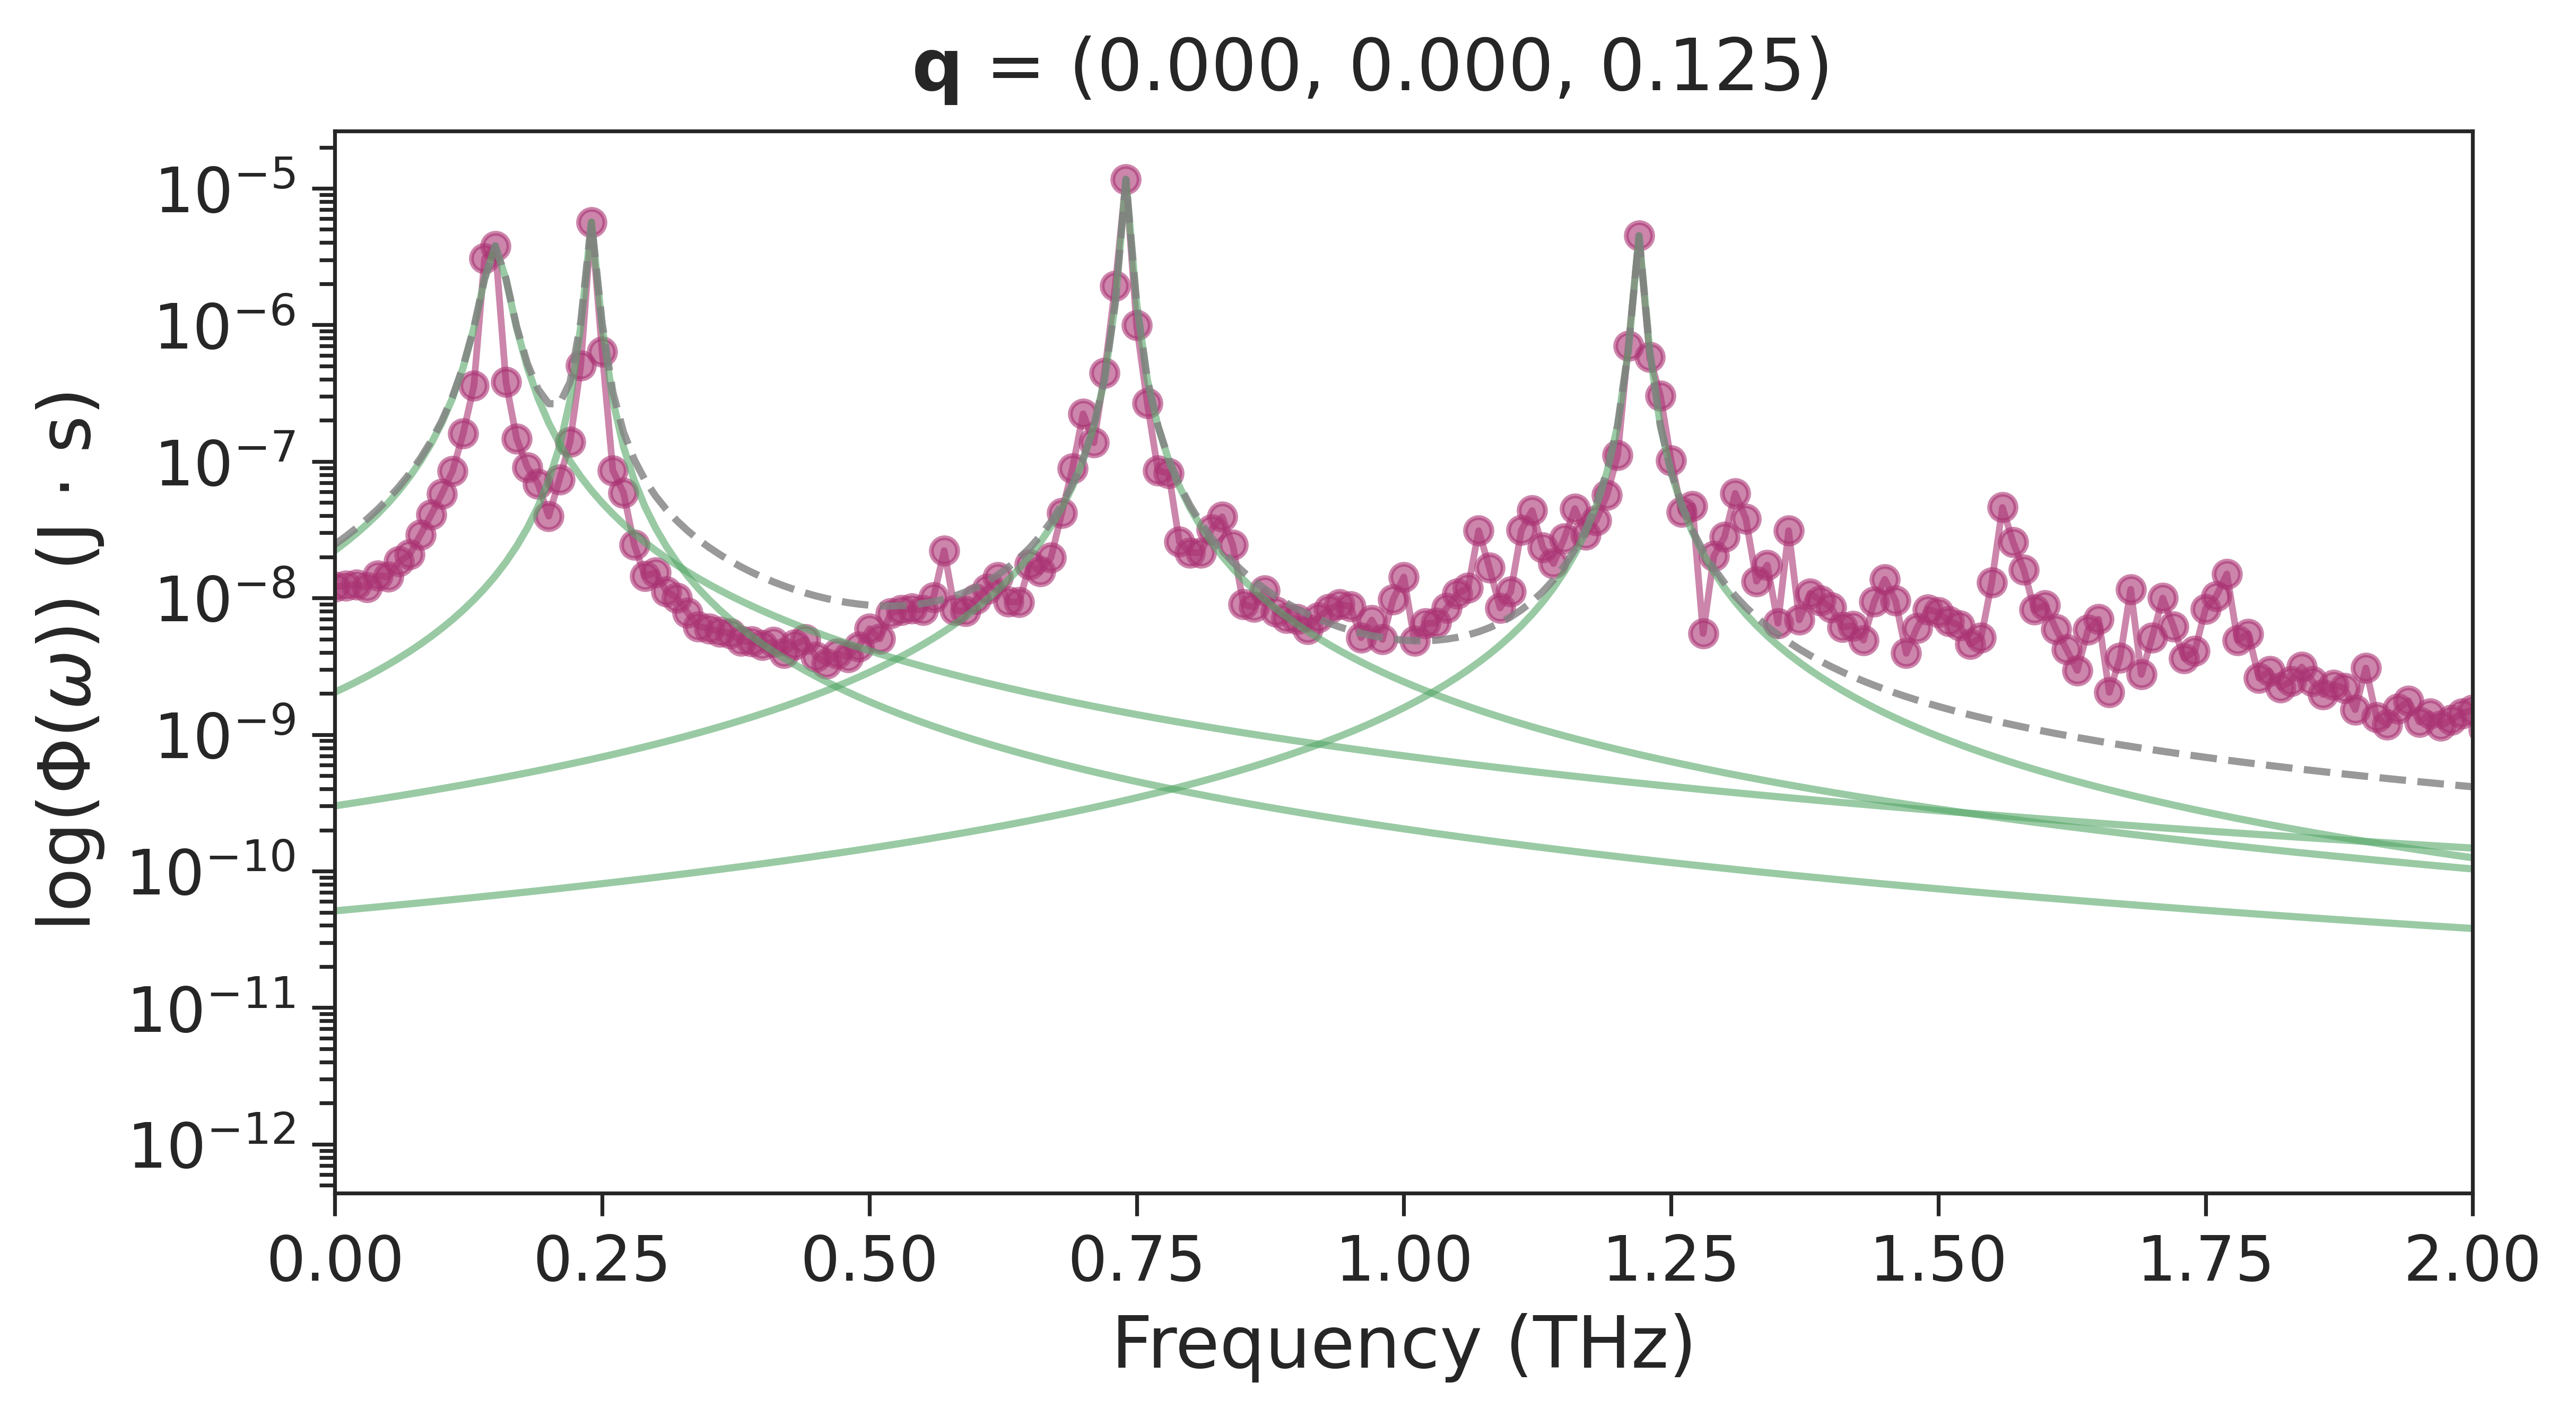 q = (0.000, 0.000, 0.125)
log(Φ(ω))) (J · s)
10⁻⁵
10⁻⁶
10⁻⁷
10⁻⁸
10⁻⁹
10⁻¹⁰
10⁻¹¹
10⁻¹²
0.00 0.25 0.50 0.75 1.00 1.25 1.50 1.75 2.00
Frequency (THz)